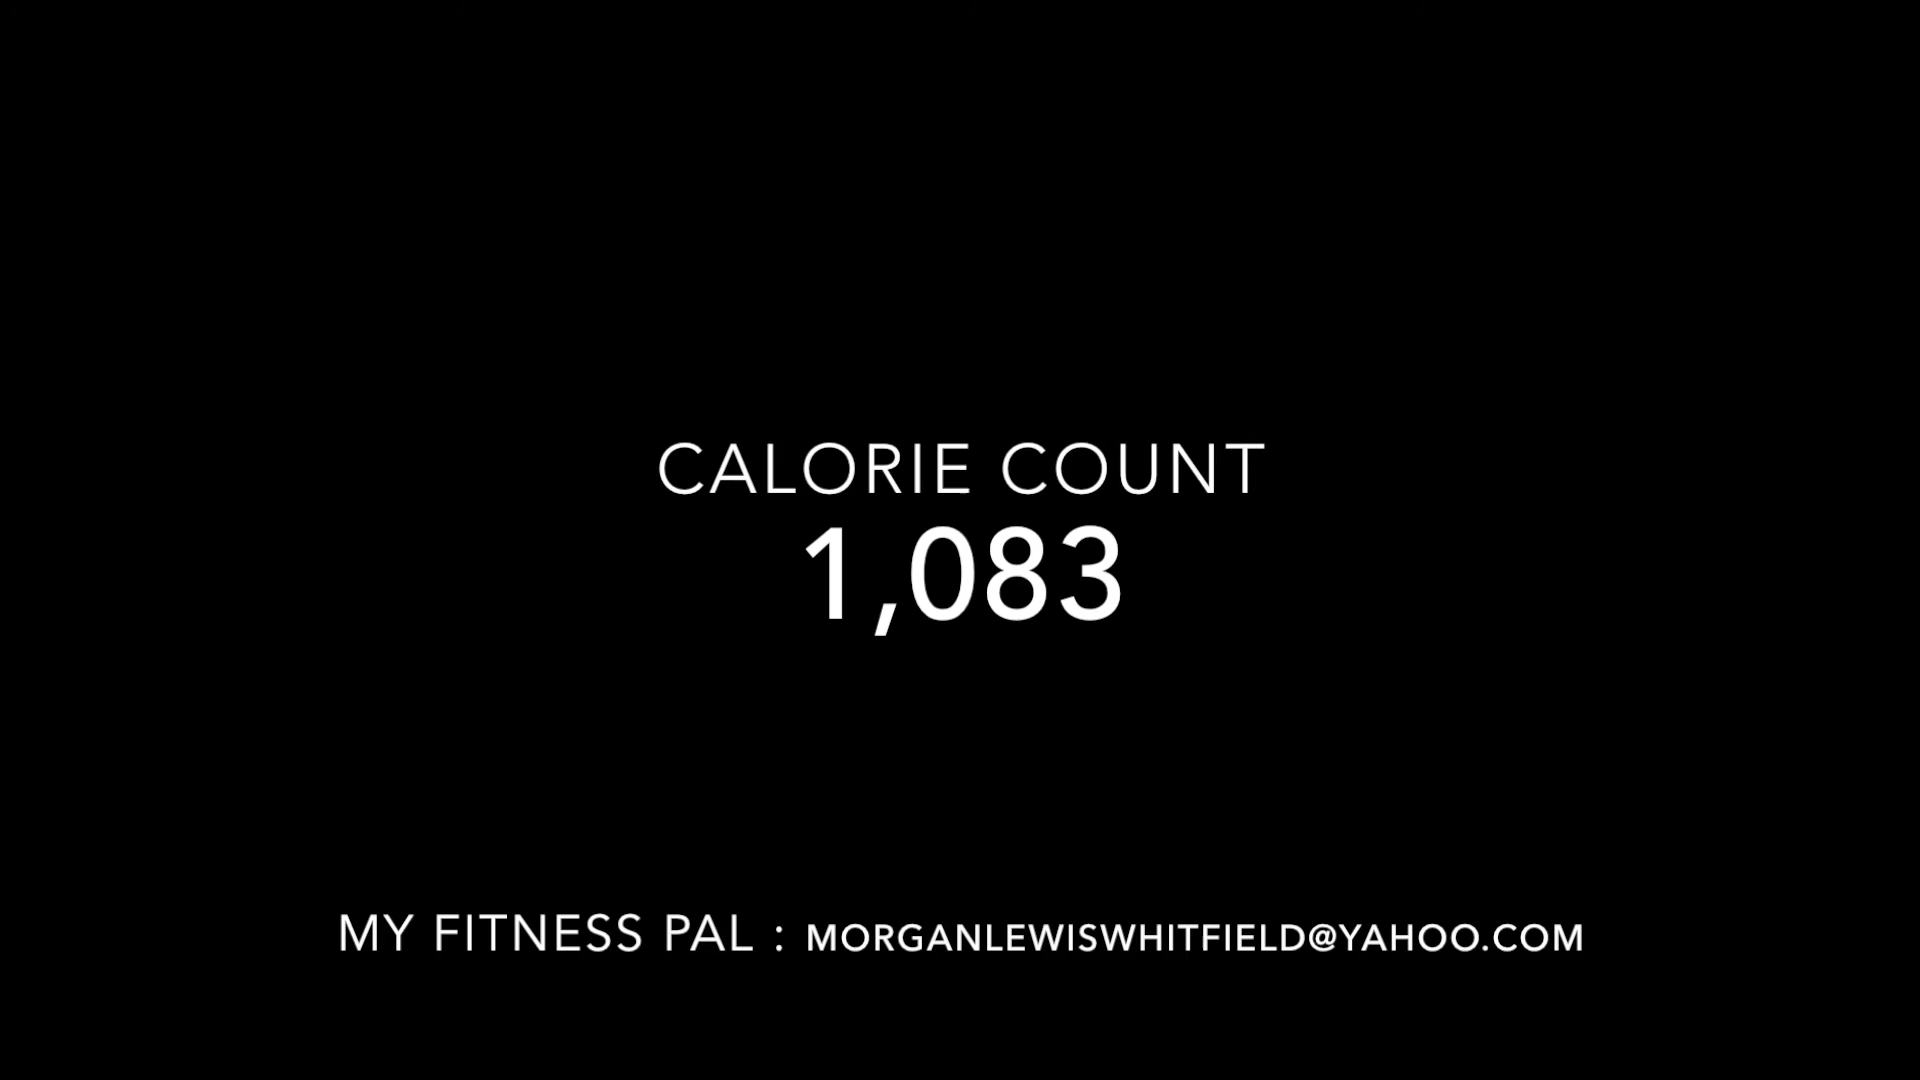 CALORIE COUNT
1,083
MY FITNESS PAL : MORGANLEWISWHITFIELD@YAHOO.COM